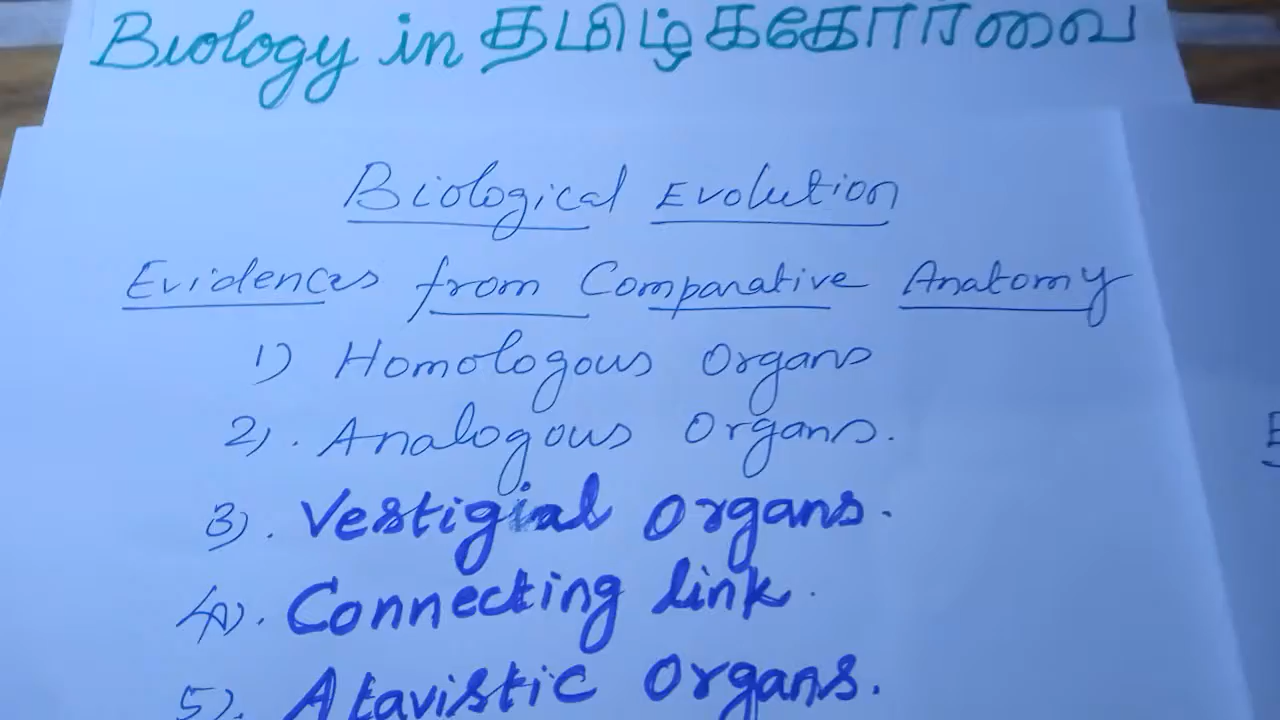 Biology in தமிழ்க்கோர்வை
Biological Evolution
Evidences from Comparative Anatomy
1) Homologous Organs
2). Analogous Organs.
3). Vestigial Organs.
4). Connecting link.
5). Atavistic Organs.